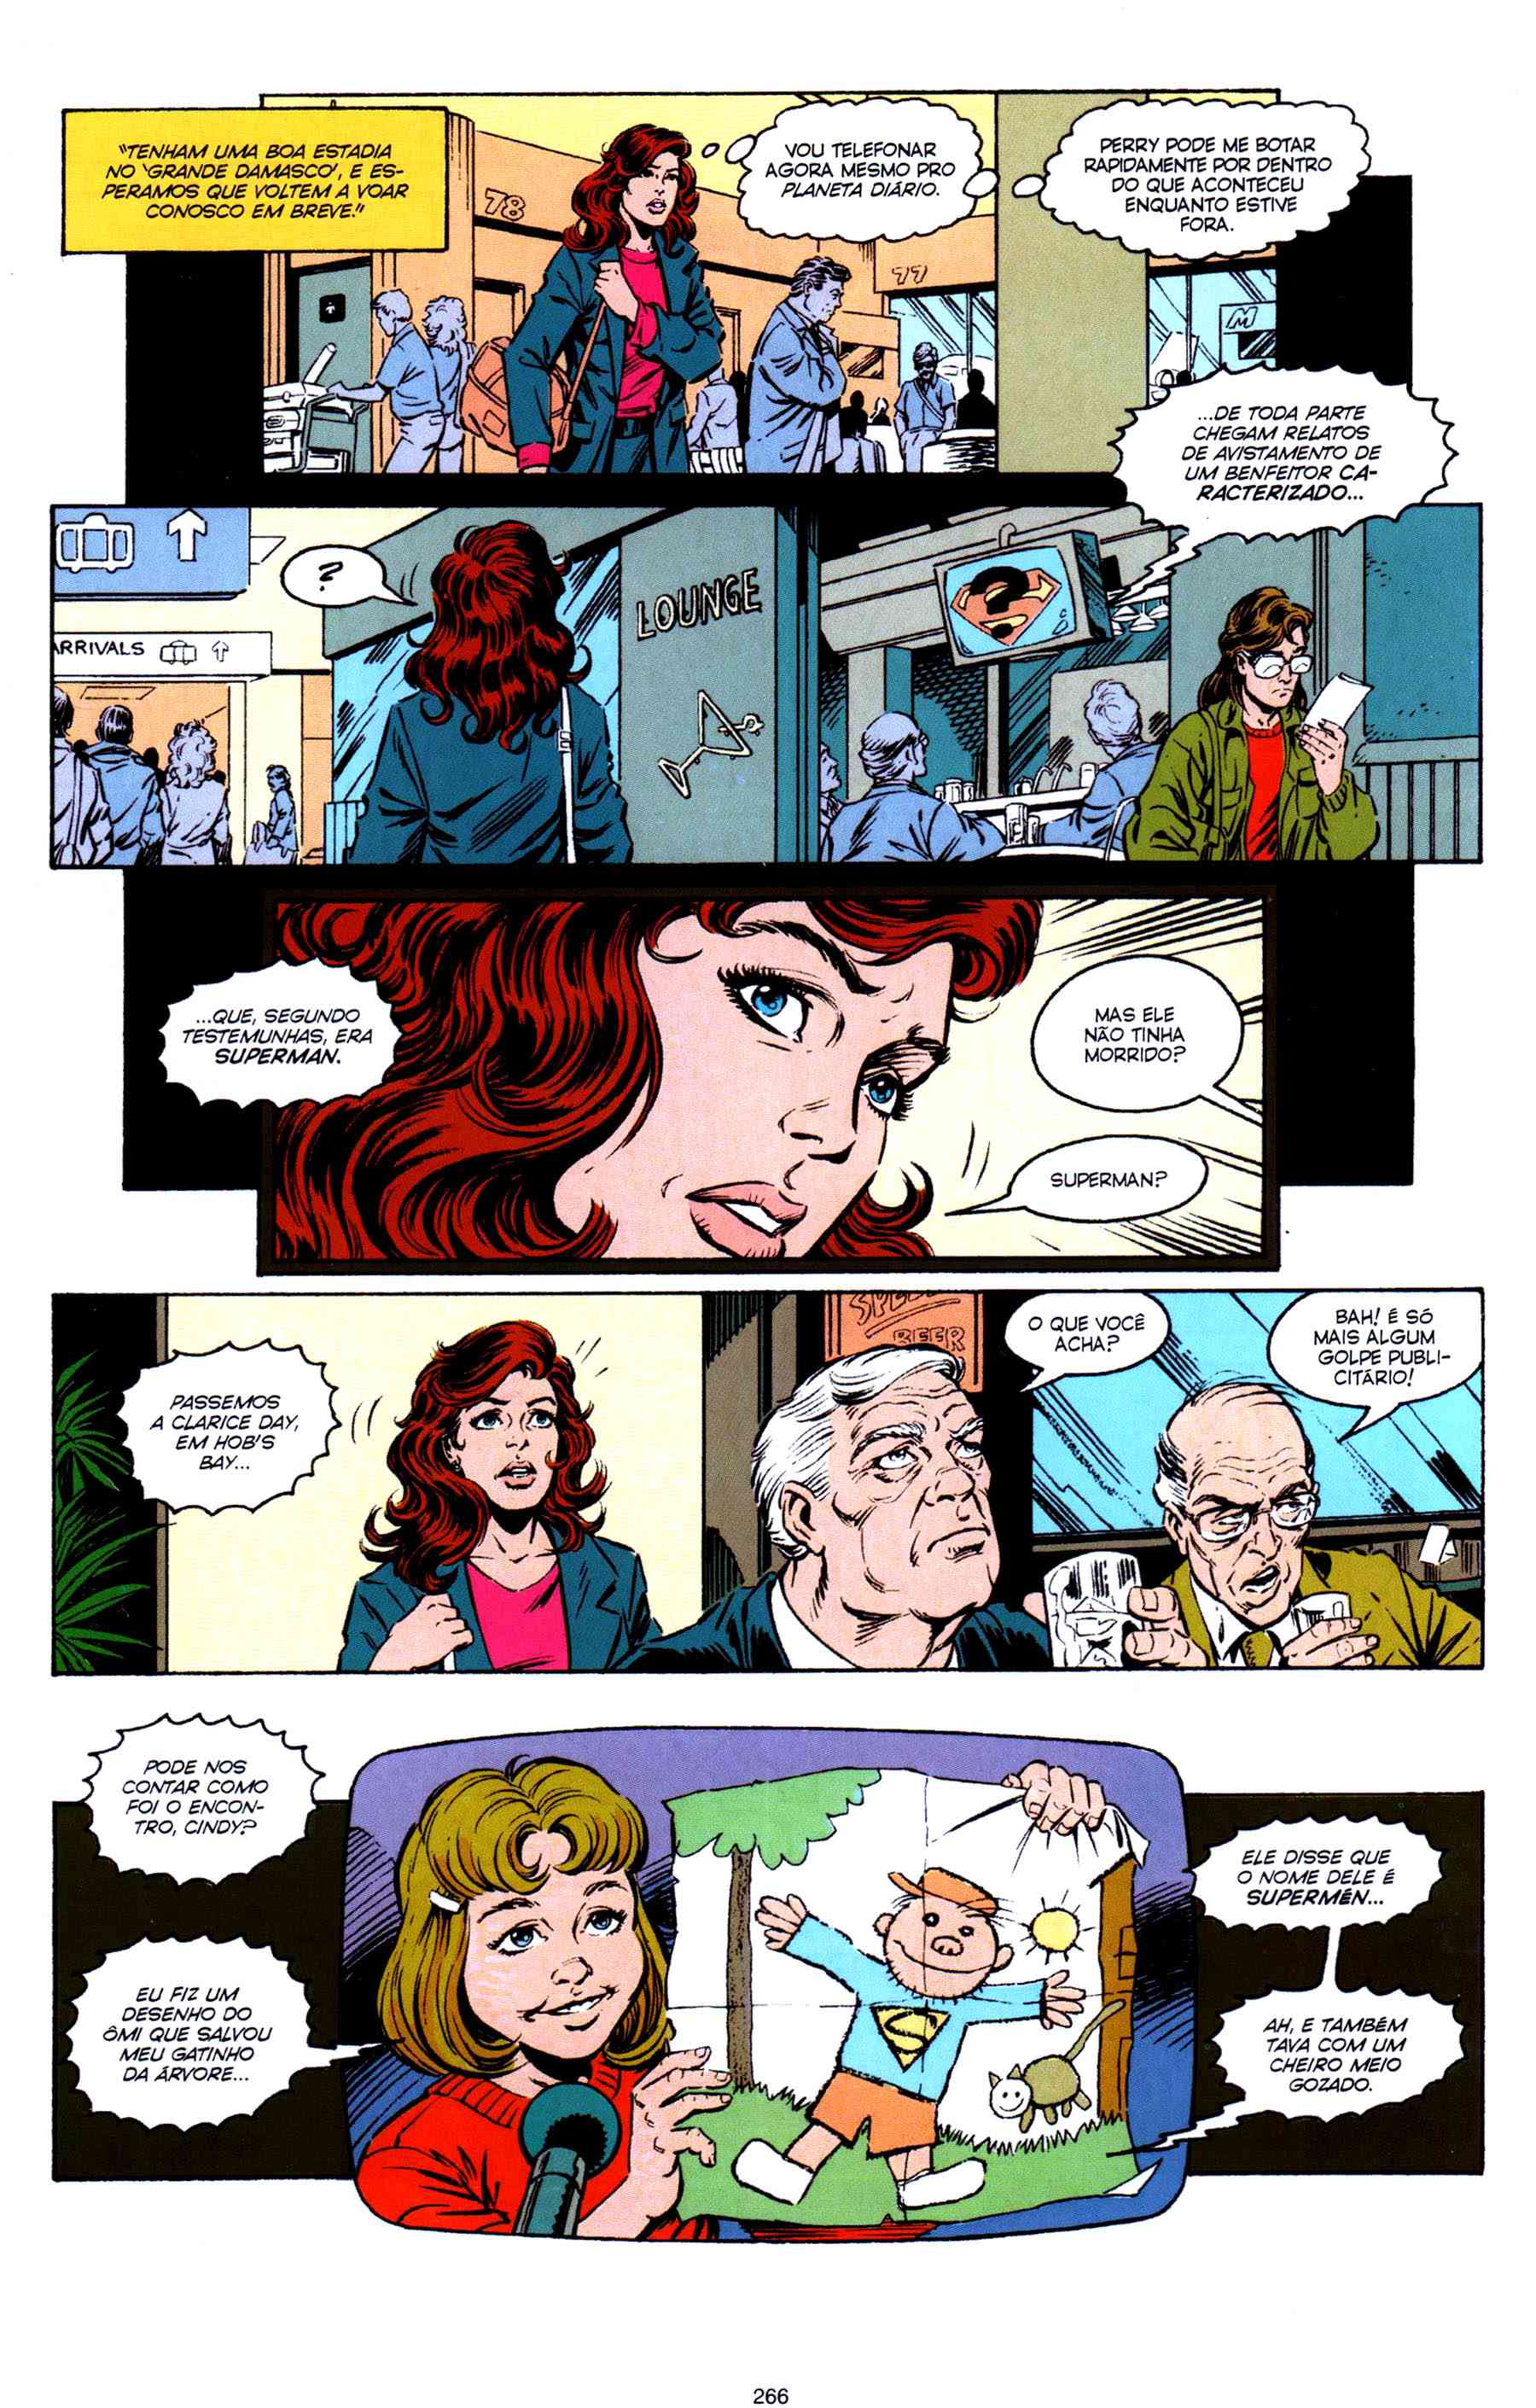 "TENHAM UMA BOA ESTADIA
NO 'GRANDE DAMASCO', E ES-
PERAMOS QUE VOLTEM A VOAR
CONOSCO EM BREVE."
78
VOU TELEFONAR
AGORA MESMO PRO
PLANETA DIÁRIO.
PERRY PODE ME BOTAR
RAPIDAMENTE POR DENTRO
DO QUE ACONTECEU
ENQUANTO ESTIVE
FORA.
77
M
...DE TODA PARTE
CHEGAM RELATOS
DE AVISTAMENTO DE
UM BENFEITOR CA-
RACTERIZADO...
ARRIVALS
?
LOUNGE
?
...QUE, SEGUNDO
TESTEMUNHAS, ERA
SUPERMAN.
MAS ELE
NÃO TINHA
MORRIDO?
SUPERMAN?
PASSEMOS
A CLARICE DAY,
EM HOB'S
BAY...
BEER
O QUE VOCÊ
ACHA?
BAH! É SÓ
MAIS ALGUM
GOLPE PUBLI-
CITÁRIO!
PODE NOS
CONTAR COMO
FOI O ENCON-
TRO, CINDY?
EU FIZ UM
DESENHO DO
ÔMI QUE SALVOU
MEU GATINHO
DA ÁRVORE...
S
ELE DISSE QUE
O NOME DELE É
SUPERMÊN...
AH, E TAMBÉM
TAVA COM UM
CHEIRO MEIO
GOZADO.
266